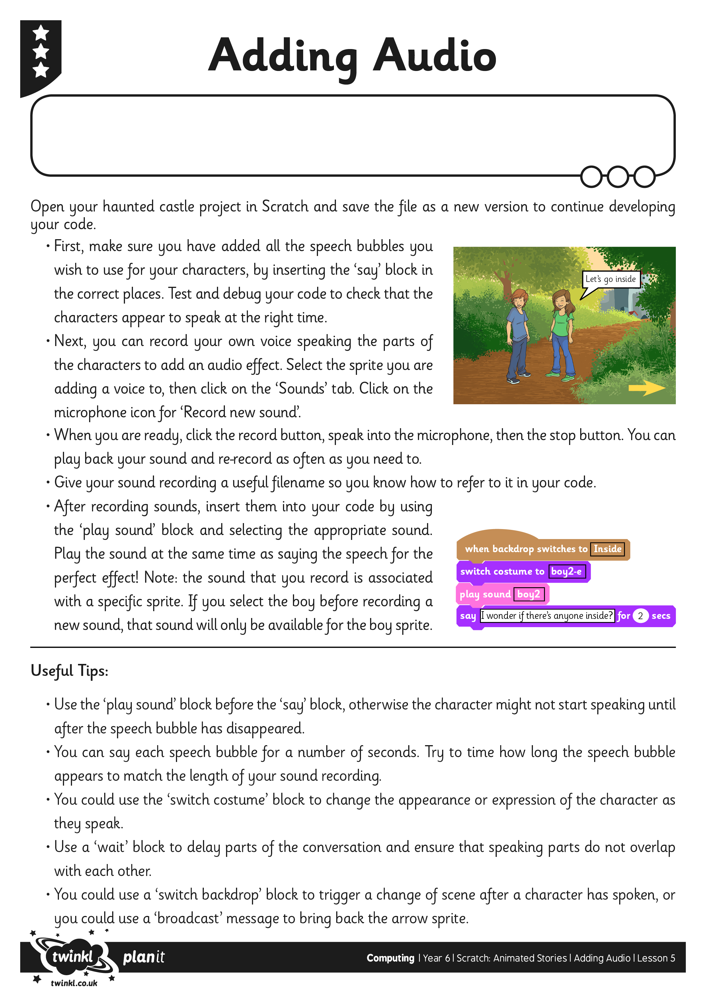 Adding Audio
Open your haunted castle project in Scratch and save the file as a new version to continue developing
your code.
• First, make sure you have added all the speech bubbles you
wish to use for your characters, by inserting the ‘say’ block in
the correct places. Test and debug your code to check that the
characters appear to speak at the right time.
Let’s go inside
• Next, you can record your own voice speaking the parts of
the characters to add an audio effect. Select the sprite you are
adding a voice to, then click on the ‘Sounds’ tab. Click on the
microphone icon for ‘Record new sound’.
• When you are ready, click the record button, speak into the microphone, then the stop button. You can
play back your sound and re-record as often as you need to.
• Give your sound recording a useful filename so you know how to refer to it in your code.
• After recording sounds, insert them into your code by using
the ‘play sound’ block and selecting the appropriate sound.
Play the sound at the same time as saying the speech for the
perfect effect! Note: the sound that you record is associated
with a specific sprite. If you select the boy before recording a
new sound, that sound will only be available for the boy sprite.
when backdrop switches to Inside
switch costume to boy2-e
play sound boy2
say I wonder if there’s anyone inside? for 2 secs
Useful Tips:
• Use the ‘play sound’ block before the ‘say’ block, otherwise the character might not start speaking until
after the speech bubble has disappeared.
• You can say each speech bubble for a number of seconds. Try to time how long the speech bubble
appears to match the length of your sound recording.
• You could use the ‘switch costume’ block to change the appearance or expression of the character as
they speak.
• Use a ‘wait’ block to delay parts of the conversation and ensure that speaking parts do not overlap
with each other.
• You could use a ‘switch backdrop’ block to trigger a change of scene after a character has spoken, or
you could use a ‘broadcast’ message to bring back the arrow sprite.
twinkl planit
Computing | Year 6 | Scratch: Animated Stories | Adding Audio | Lesson 5
twinkl.co.uk